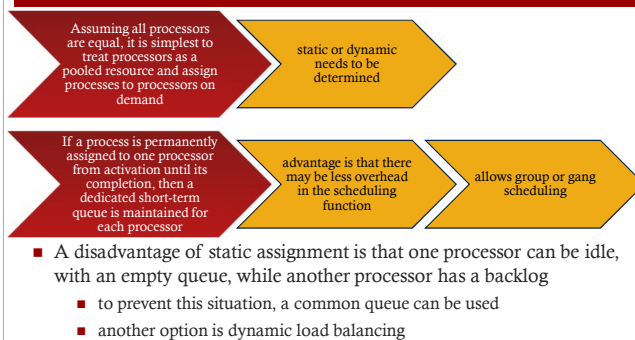 Assuming all processors
are equal, it is simplest to
treat processors as a
pooled resource and assign
processes to processors on
demand
static or dynamic
needs to be
determined
If a process is permanently
assigned to one processor
from activation until its
completion, then a
dedicated short-term
queue is maintained for
each processor
advantage is that there
may be less overhead
in the scheduling
function
allows group or gang
scheduling
■ A disadvantage of static assignment is that one processor can be idle,
with an empty queue, while another processor has a backlog
■ to prevent this situation, a common queue can be used
■ another option is dynamic load balancing